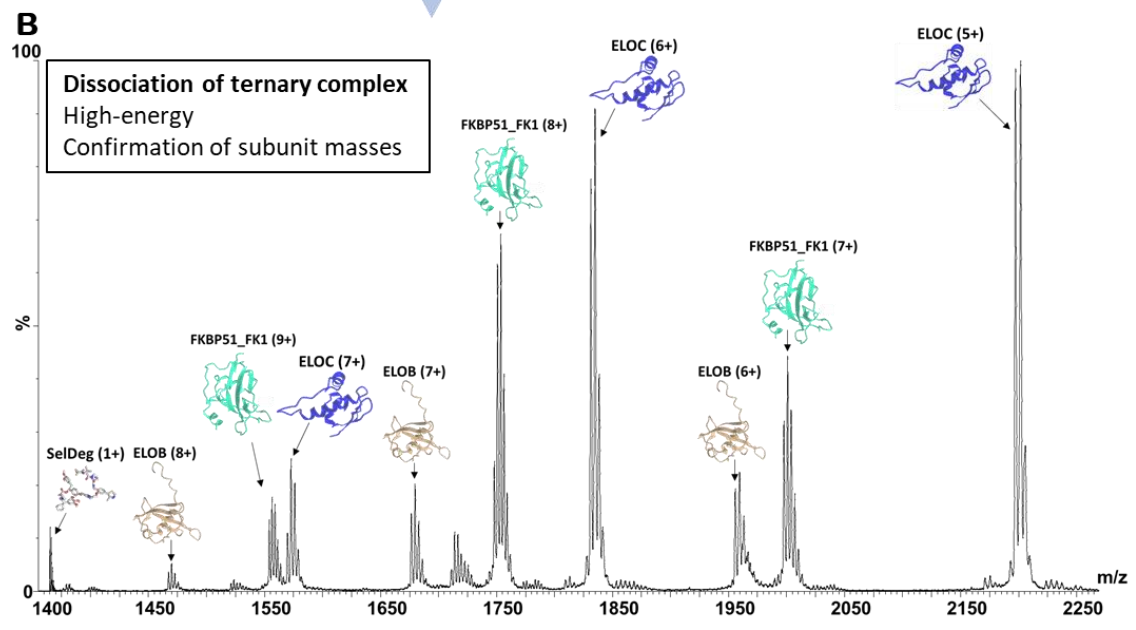 B
100
Dissociation of ternary complex
High-energy
Confirmation of subunit masses
ELOC (6+)
ELOC (5+)
FKBP51_FK1 (8+)
FKBP51_FK1 (7+)
%
FKBP51_FK1 (9+)
ELOC (7+)
ELOB (7+)
ELOB (6+)
SelDeg (1+)
ELOB (8+)
0
m/z
1400
1450
1550
1650
1750
1850
1950
2050
2150
2250